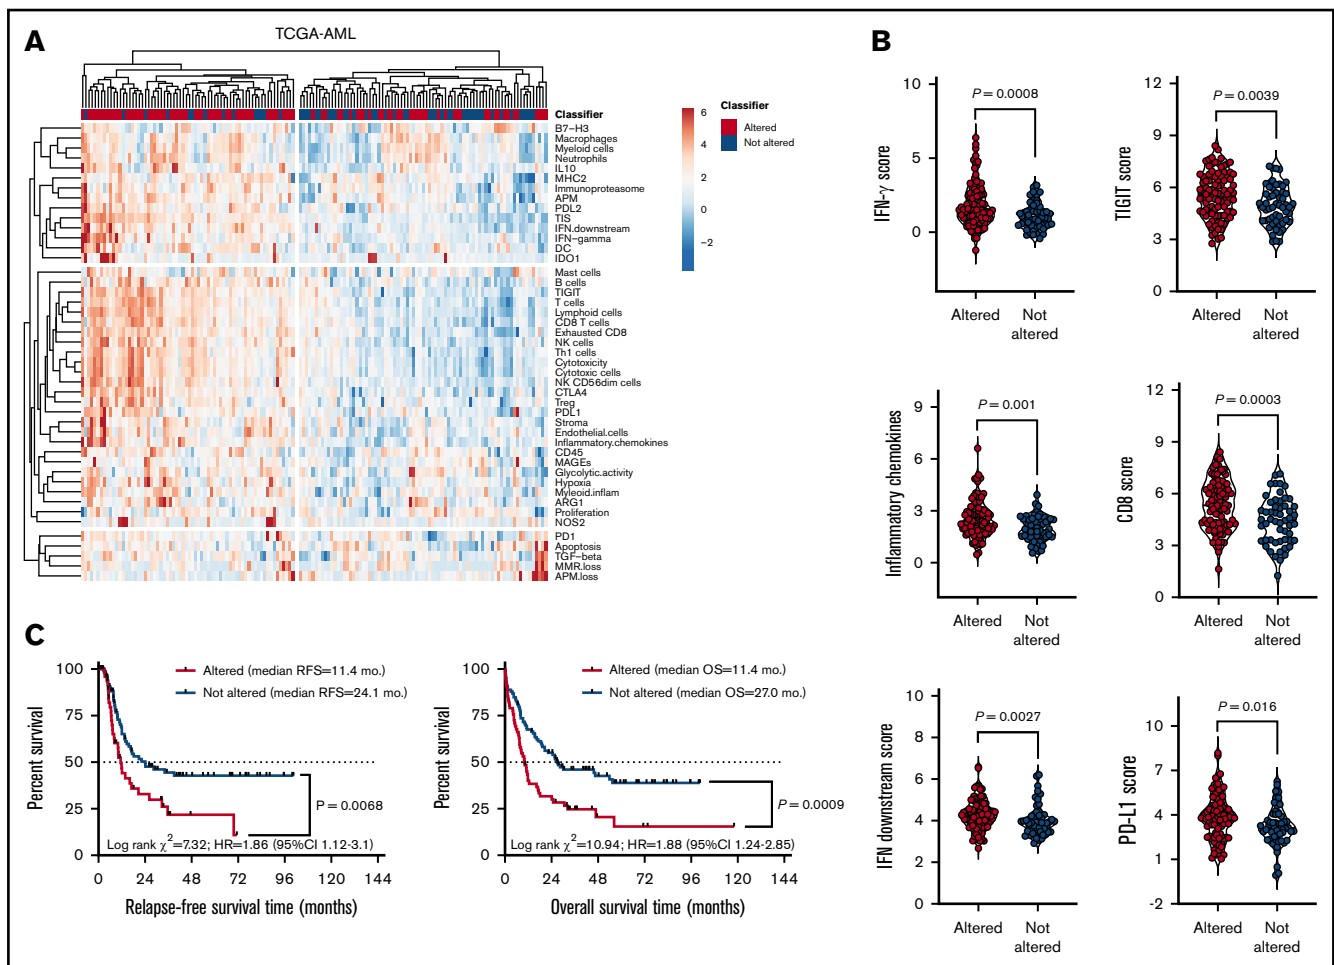 A
TCGA-AML
Classifier
B7-H3
Macrophages
Myeloid cells
Neutrophils
IL10
MHC2
Immunoproteasome
APM
PDL2
TIS
IFN.downstream
IFN-gamma
DC
IDO1
Mast cells
B cells
TIGIT
T cells
Lymphoid cells
CD8 T cells
Exhausted CD8
NK cells
Th1 cells
Cytotoxicity
Cytotoxic cells
NK CD56dim cells
CTLA4
Treg
PDL1
Stroma
Endothelial.cells
Inflammatory.chemokines
CD45
MAGEs
Glycolytic.activity
Hypoxia
Myleoid.inflam
ARG1
Proliferation
NOS2
PD1
Apoptosis
TGF-beta
MMR.loss
APM.loss
6
4
2
0
-2
Classifier
Altered
Not altered
B
IFN-γ score
10
5
0
P = 0.0008
Altered
Not altered
TIGIT score
12
9
6
3
0
P = 0.0039
Altered
Not altered
Inflammatory chemokines
9
6
3
0
P = 0.001
Altered
Not altered
CD8 score
12
9
6
3
0
P = 0.0003
Altered
Not altered
IFN downstream score
10
8
6
4
2
0
P = 0.0027
Altered
Not altered
PD-L1 score
10
7
4
1
-2
P = 0.016
Altered
Not altered
C
Percent survival
100
75
50
25
0
Altered (median RFS=11.4 mo.)
Not altered (median RFS=24.1 mo.)
P = 0.0068
Log rank χ²=7.32; HR=1.86 (95%CI 1.12-3.1)
0 24 48 72 96 120 144
Relapse-free survival time (months)
Percent survival
100
75
50
25
0
Altered (median OS=11.4 mo.)
Not altered (median OS=27.0 mo.)
P = 0.0009
Log rank χ²=10.94; HR=1.88 (95%CI 1.24-2.85)
0 24 48 72 96 120 144
Overall survival time (months)